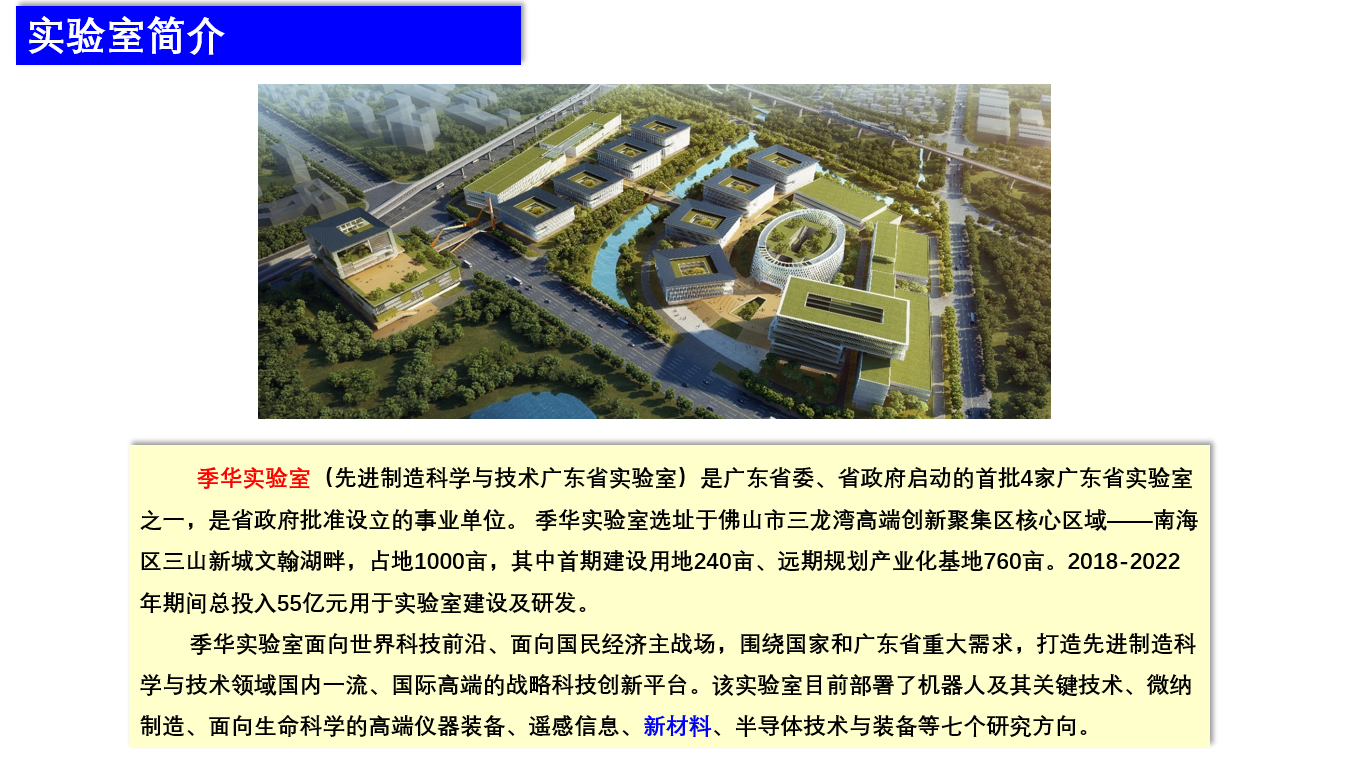 实验室简介
季华实验室（先进制造科学与技术广东省实验室）是广东省委、省政府启动的首批4家广东省实验室
之一，是省政府批准设立的事业单位。 季华实验室选址于佛山市三龙湾高端创新聚集区核心区域——南海
区三山新城文翰湖畔，占地1000亩，其中首期建设用地240亩、远期规划产业化基地760亩。2018-2022
年期间总投入55亿元用于实验室建设及研发。
季华实验室面向世界科技前沿、面向国民经济主战场，围绕国家和广东省重大需求，打造先进制造科
学与技术领域国内一流、国际高端的战略科技创新平台。该实验室目前部署了机器人及其关键技术、微纳
制造、面向生命科学的高端仪器装备、遥感信息、新材料、半导体技术与装备等七个研究方向。